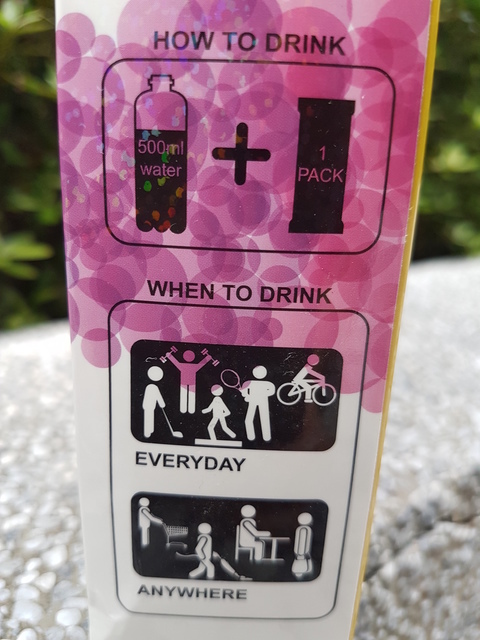 HOW TO DRINK
500ml
water
+
1
PACK
WHEN TO DRINK
EVERYDAY
ANYWHERE